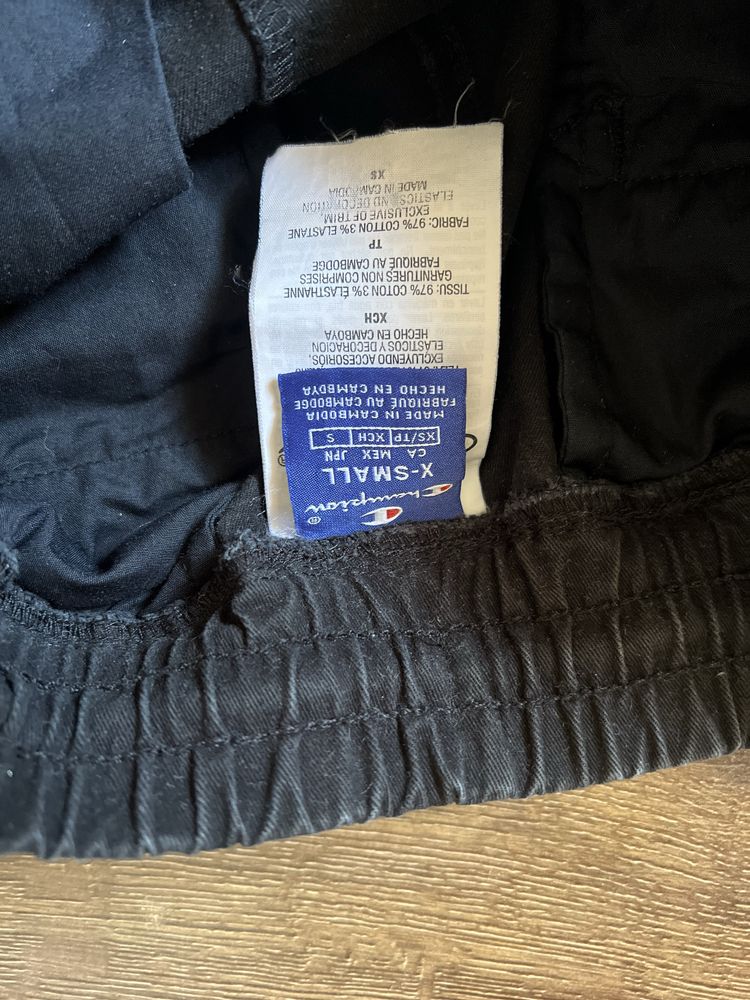 Champion®
X-SMALL
CA MEX JPN
XS/TP XCH S
MADE IN CAMBODIA
FABRIQUÉ AU CAMBODGE
HECHO EN CAMBOYA
EXCLUYENDO ACCESORIOS,
ELASTICOS Y DECORACION
HECHO EN CAMBOYA
XCH
TISSU: 97% COTON 3% ÉLASTHANNE
GARNITURES NON COMPRISES
FABRIQUÉ AU CAMBODGE
TP
FABRIC: 97% COTTON 3% ELASTANE
EXCLUSIVE OF TRIM,
ELASTICS AND DECORATION
MADE IN CAMBODIA
XS